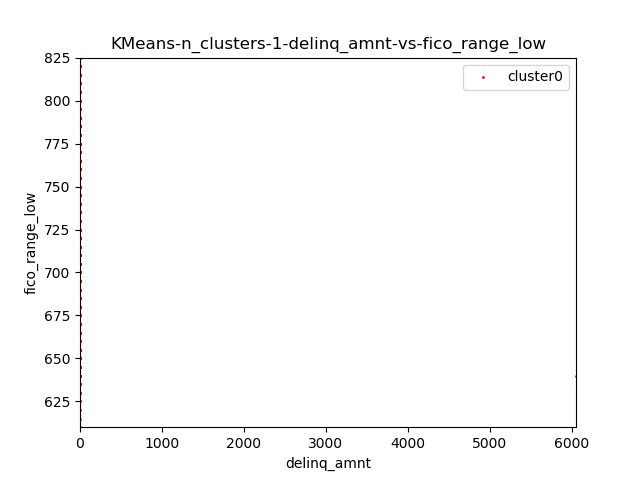 KMeans-n_clusters-1-delinq_amnt-vs-fico_range_low
cluster0
825
800
775
750
725
700
675
650
625
fico_range_low
0 1000 2000 3000 4000 5000 6000
delinq_amnt